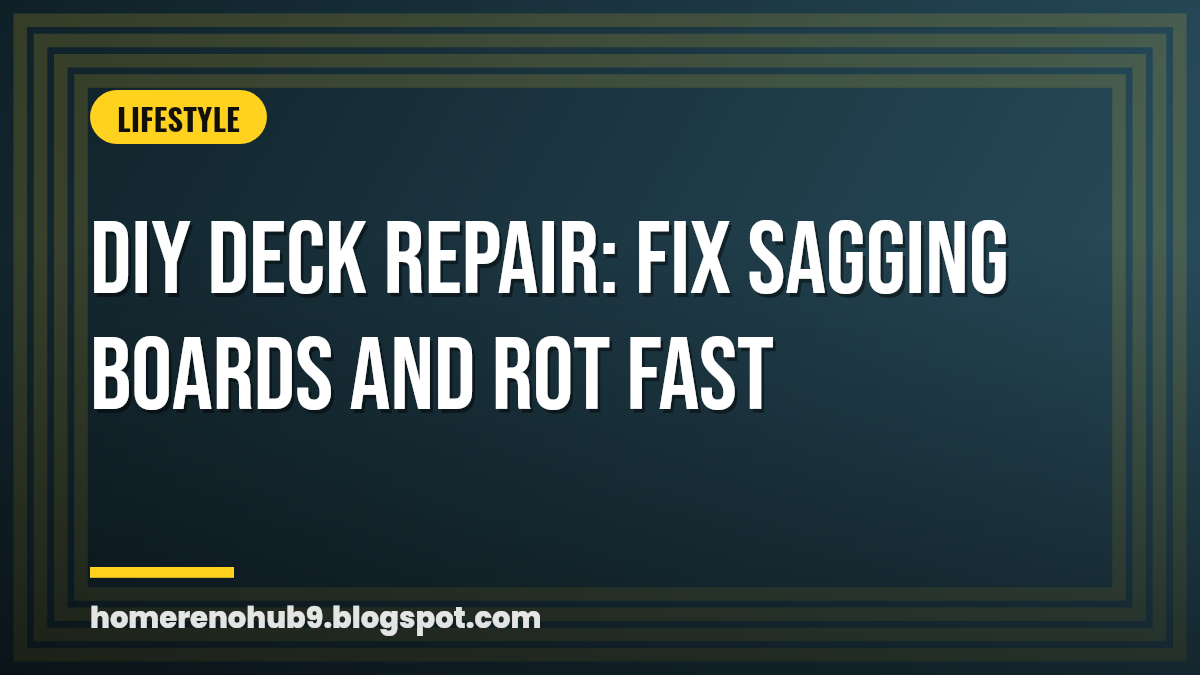 LIFESTYLE
DIY DECK REPAIR: FIX SAGGING
BOARDS AND ROT FAST
homerenohub9.blogspot.com